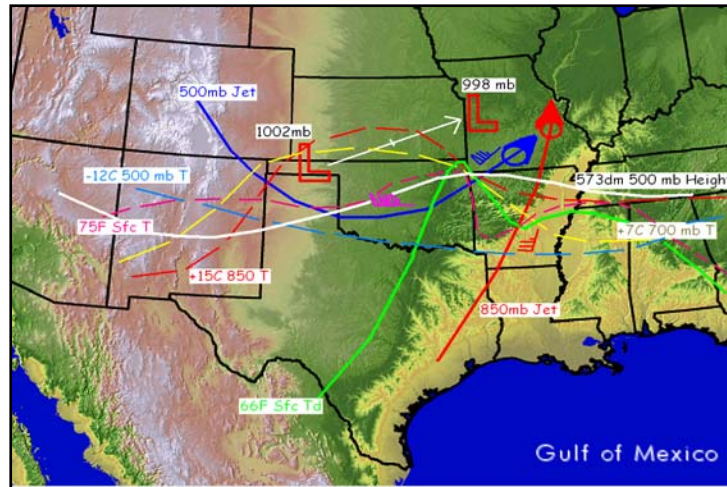 998 mb
500mb Jet
1002mb
-12C 500 mb T
573dm 500 mb Height
75F Sfc T
+7C 700 mb T
+15C 850 T
850mb Jet
66F Sfc Td
Gulf of Mexico